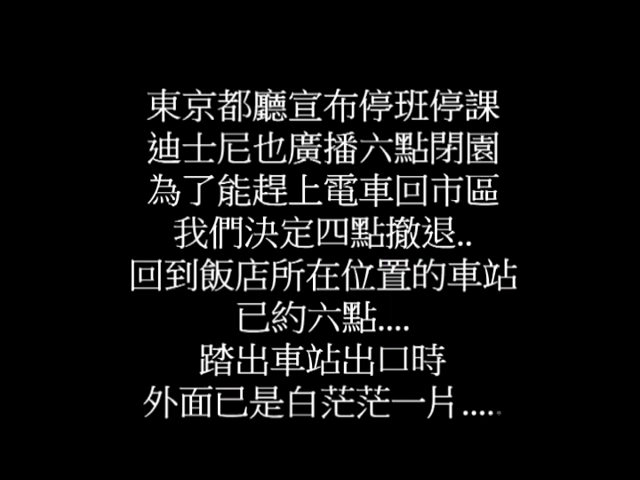 東京都廳宣布停班停課
迪士尼也廣播六點閉園
為了能趕上電車回市區
我們決定四點撤退..
回到飯店所在位置的車站
已約六點....
踏出車站出口時
外面已是白茫茫一片.....